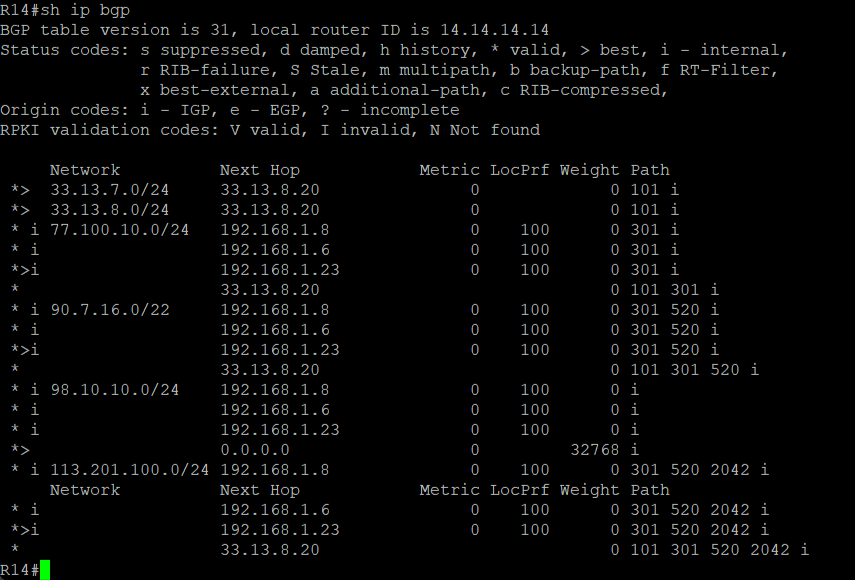 R14#sh ip bgp
BGP table version is 31, local router ID is 14.14.14.14
Status codes: s suppressed, d damped, h history, * valid, > best, i - internal,
              r RIB-failure, S Stale, m multipath, b backup-path, f RT-Filter,
              x best-external, a additional-path, c RIB-compressed,
Origin codes: i - IGP, e - EGP, ? - incomplete
RPKI validation codes: V valid, I invalid, N Not found

     Network          Next Hop            Metric LocPrf Weight Path
 *>  33.13.7.0/24     33.13.8.20               0             0 101 i
 *>  33.13.8.0/24     33.13.8.20               0             0 101 i
 * i 77.100.10.0/24   192.168.1.8              0    100      0 301 i
 * i                  192.168.1.6              0    100      0 301 i
 *>i                  192.168.1.23             0    100      0 301 i
 *                    33.13.8.20                             0 101 301 i
 * i 90.7.16.0/22     192.168.1.8              0    100      0 301 520 i
 * i                  192.168.1.6              0    100      0 301 520 i
 *>i                  192.168.1.23             0    100      0 301 520 i
 *                    33.13.8.20                             0 101 301 520 i
 * i 98.10.10.0/24    192.168.1.8              0    100      0 i
 * i                  192.168.1.6              0    100      0 i
 * i                  192.168.1.23             0    100      0 i
 *>                   0.0.0.0                  0         32768 i
 * i 113.201.100.0/24 192.168.1.8              0    100      0 301 520 2042 i
     Network          Next Hop            Metric LocPrf Weight Path
 * i                  192.168.1.6              0    100      0 301 520 2042 i
 *>i                  192.168.1.23             0    100      0 301 520 2042 i
 *                    33.13.8.20                             0 101 301 520 2042 i
R14#